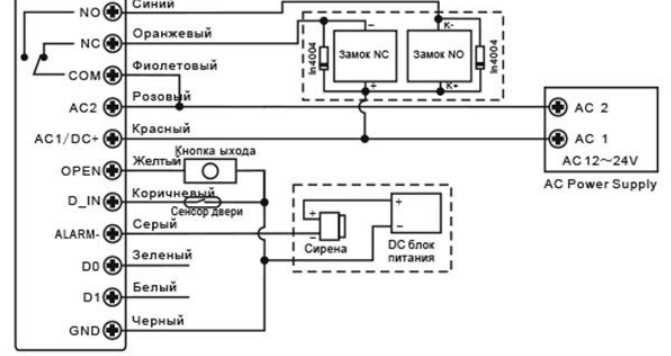 NO
Синий
NC
Оранжевый
COM
Фиолетовый
AC2
Розовый
AC1/DC+
Красный
OPEN
Желтый
Кнопка ыхода
D_IN
Коричневый
Сенсор двери
ALARM-
Серый
D0
Зеленый
D1
Белый
GND
Черный
In4004
–
Замок NC
+
K-
Замок NO
K+
In4004
AC 2
AC 1
AC 12～24V
AC Power Supply
+
–
Сирена
+
–
DC блок
питания